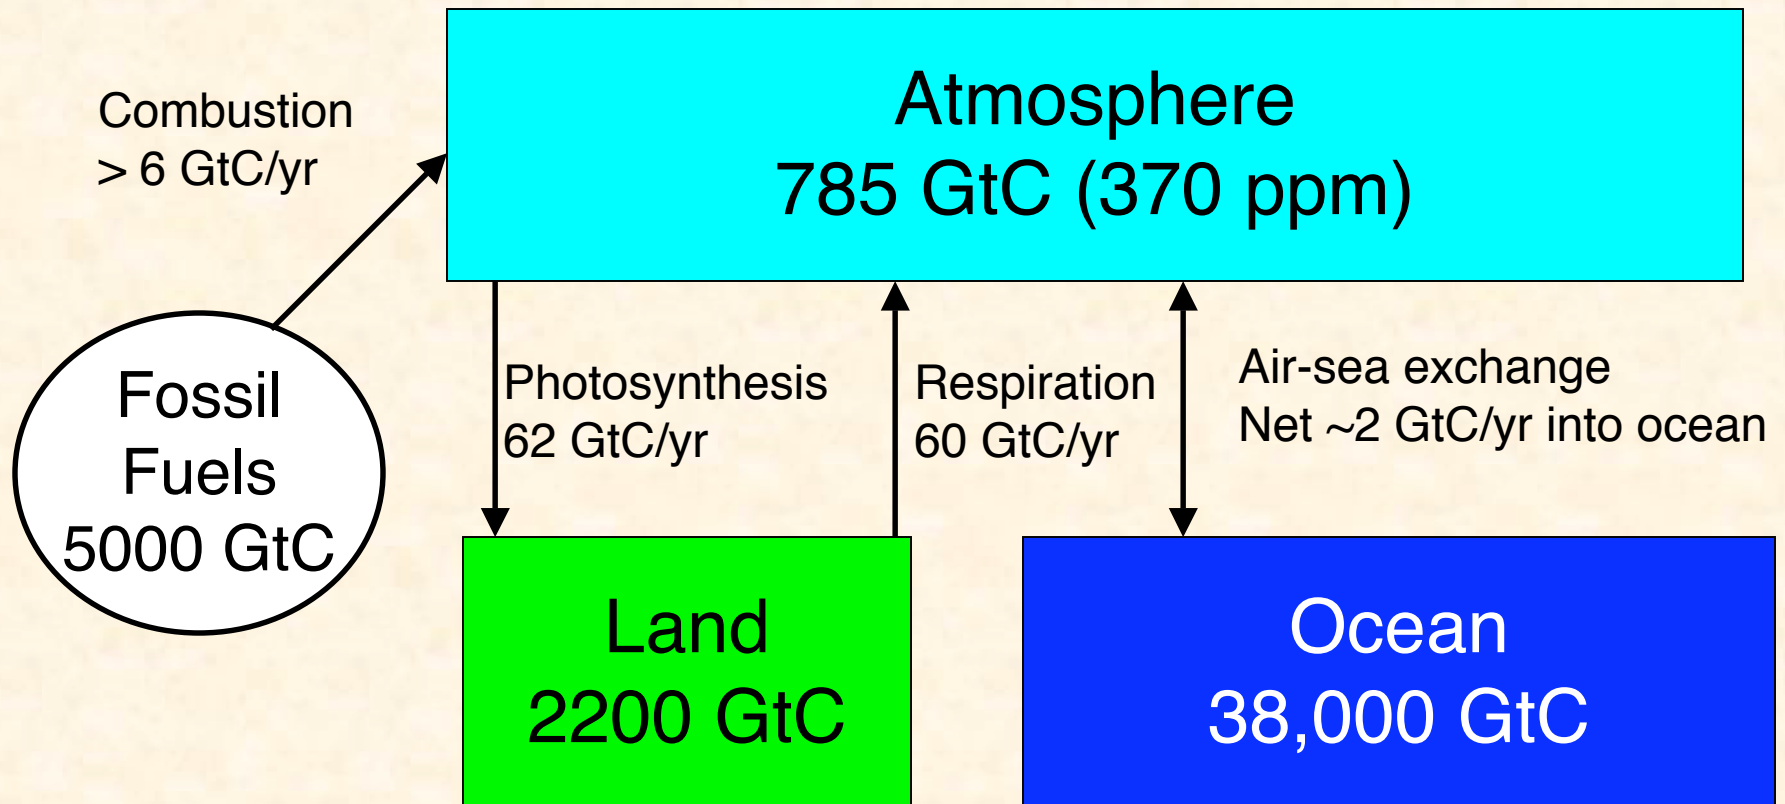 Combustion
> 6 GtC/yr
Atmosphere
785 GtC (370 ppm)
Fossil
Fuels
5000 GtC
Photosynthesis
62 GtC/yr
Respiration
60 GtC/yr
Air-sea exchange
Net ~2 GtC/yr into ocean
Land
2200 GtC
Ocean
38,000 GtC